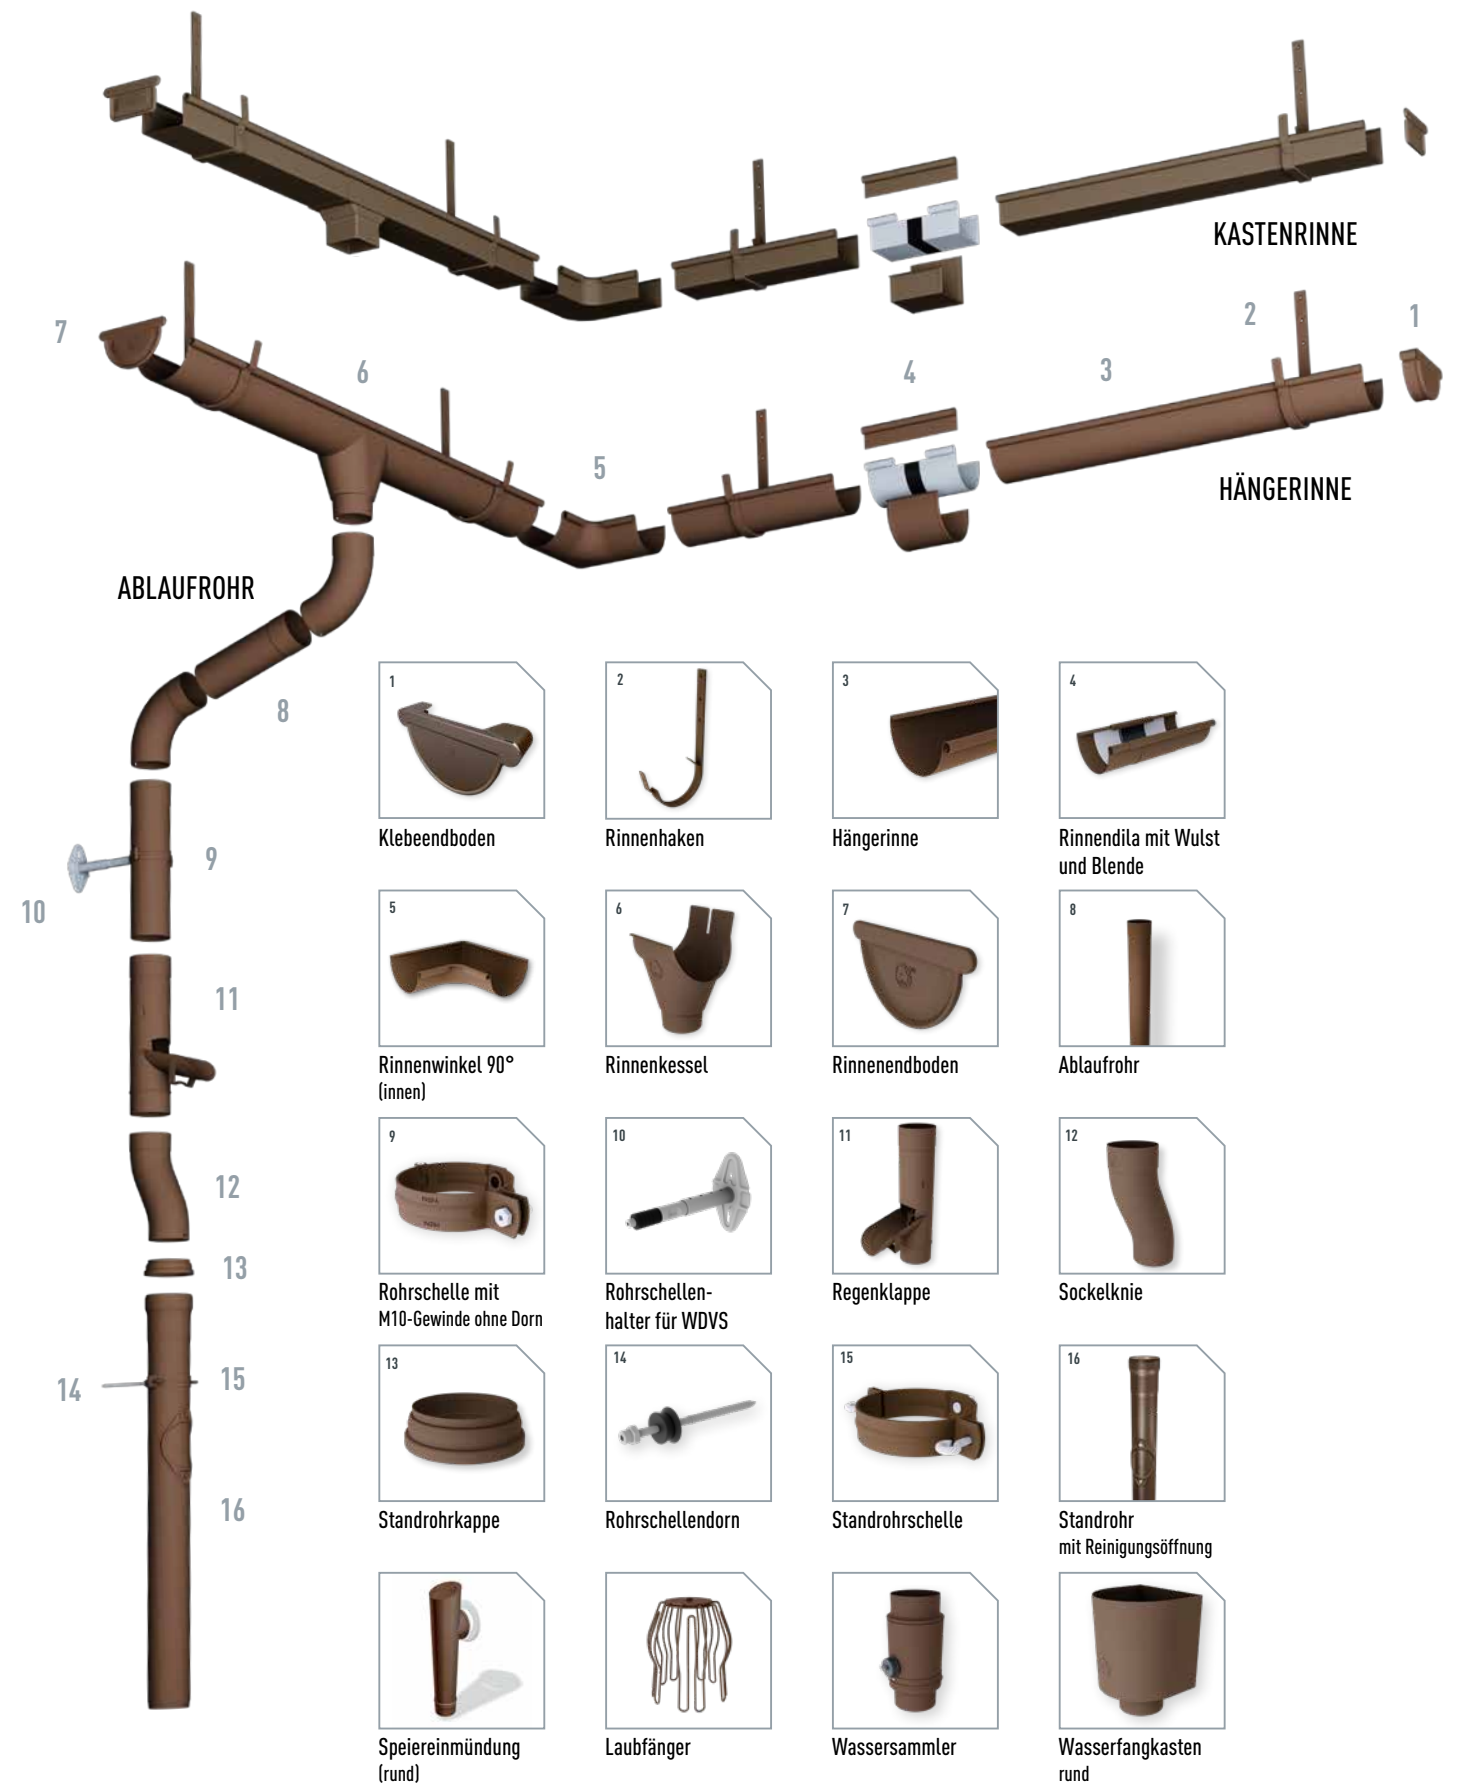 KASTENRINNE
7
6
5
4
3
2
1
HÄNGERINNE
ABLAUFROHR
8
9
10
11
12
13
14
15
16
1
Klebeendboden
2
Rinnenhaken
3
Hängerinne
4
Rinnendila mit Wulst
und Blende
5
Rinnenwinkel 90°
(innen)
6
Rinnenkessel
7
Rinnenendboden
8
Ablaufrohr
9
Rohrschelle mit
M10-Gewinde ohne Dorn
10
Rohrschellen-
halter für WDVS
11
Regenklappe
12
Sockelknie
13
Standrohrkappe
14
Rohrschellendorn
15
Standrohrschelle
16
Standrohr
mit Reinigungsöffnung
Speiereinmündung
(rund)
Laubfänger
Wassersammler
Wasserfangkasten
rund